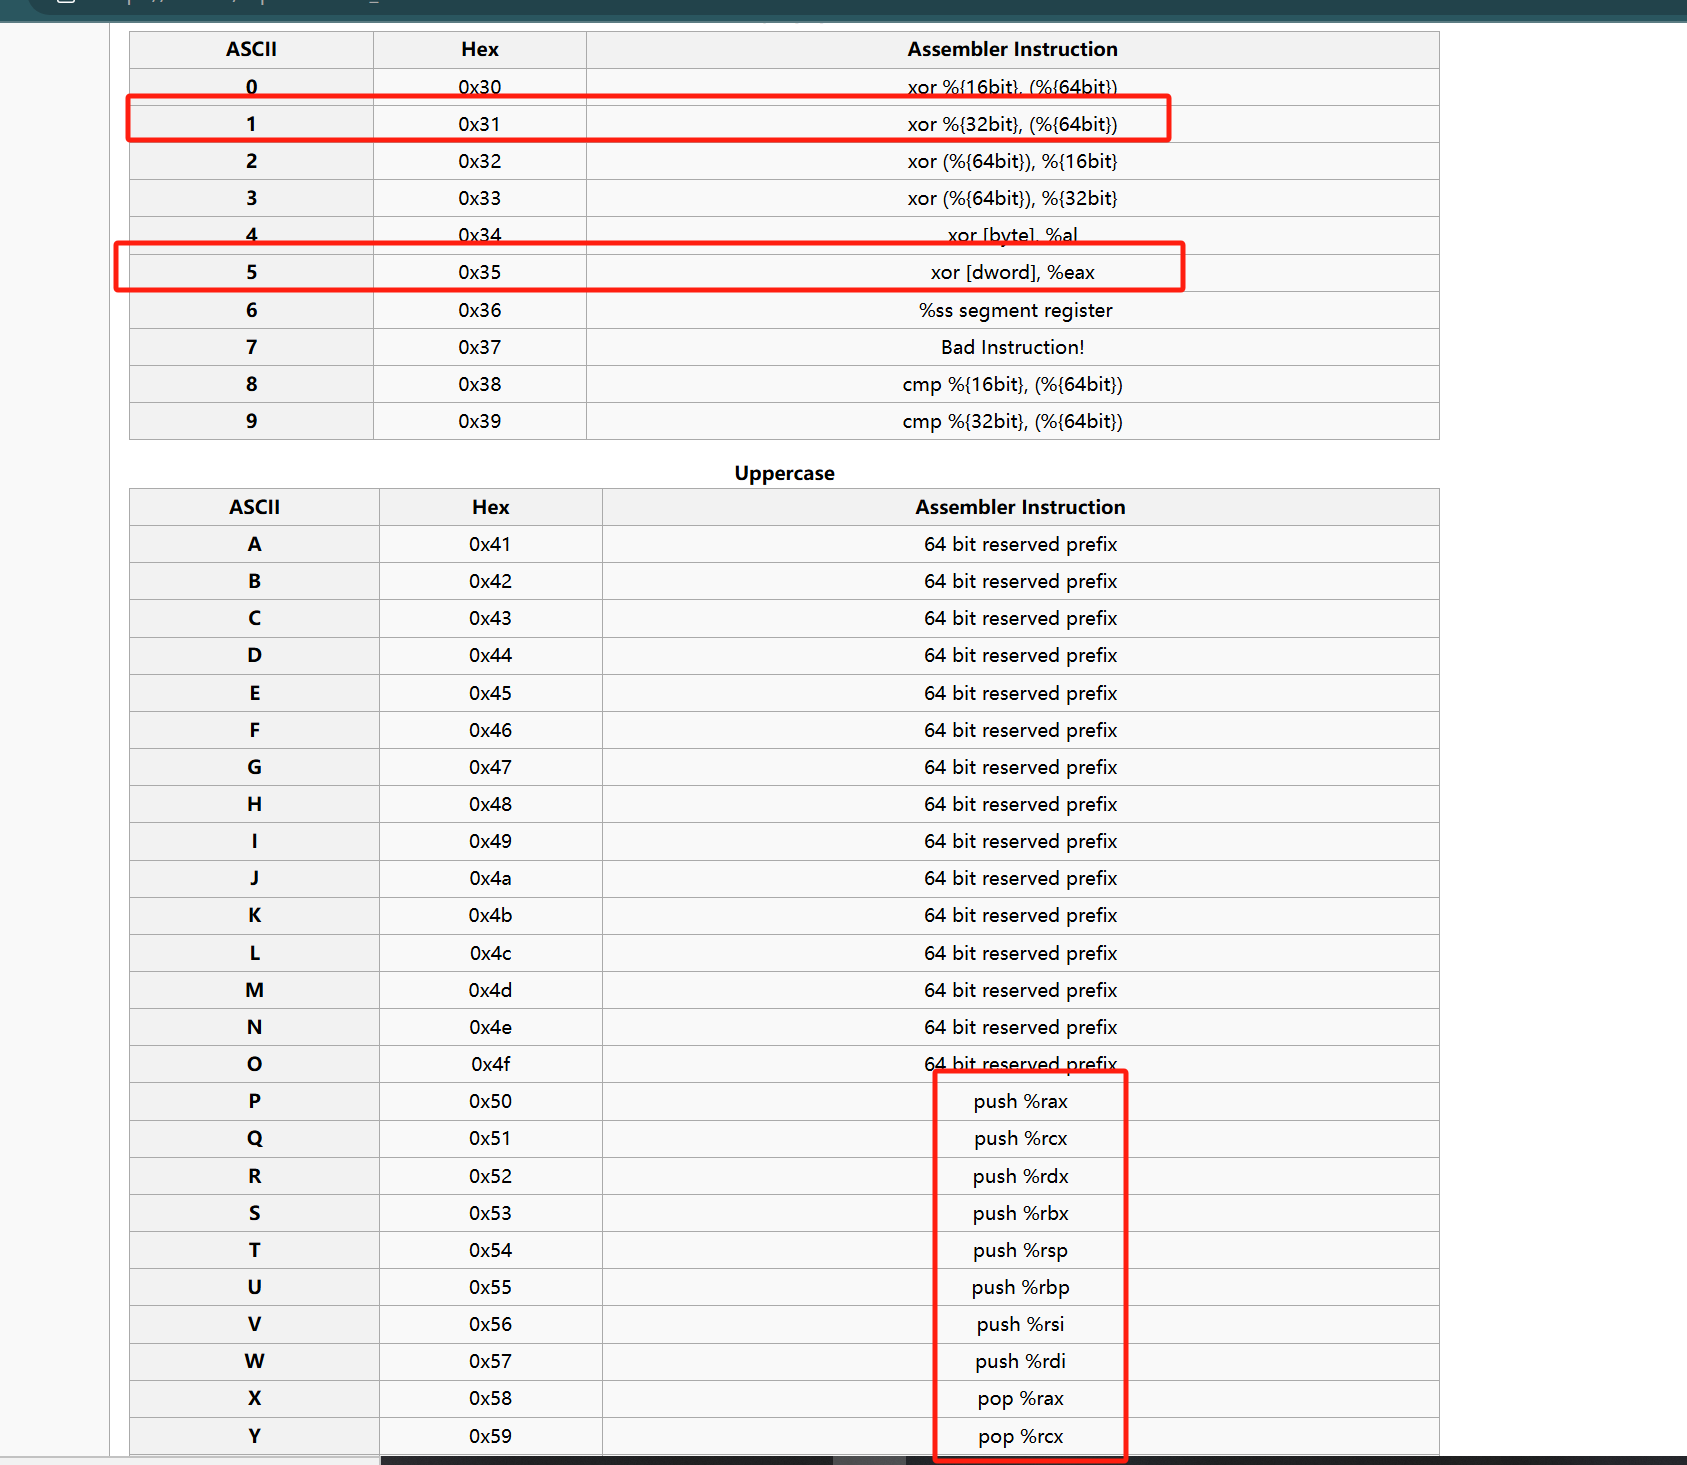 ASCII Hex Assembler Instruction
0 0x30 xor %{16bit}, (%{64bit})
1 0x31 xor %{32bit}, (%{64bit})
2 0x32 xor (%{64bit}), %{16bit}
3 0x33 xor (%{64bit}), %{32bit}
4 0x34 xor [byte], %al
5 0x35 xor [dword], %eax
6 0x36 %ss segment register
7 0x37 Bad Instruction!
8 0x38 cmp %{16bit}, (%{64bit})
9 0x39 cmp %{32bit}, (%{64bit})
Uppercase
ASCII Hex Assembler Instruction
A 0x41 64 bit reserved prefix
B 0x42 64 bit reserved prefix
C 0x43 64 bit reserved prefix
D 0x44 64 bit reserved prefix
E 0x45 64 bit reserved prefix
F 0x46 64 bit reserved prefix
G 0x47 64 bit reserved prefix
H 0x48 64 bit reserved prefix
I 0x49 64 bit reserved prefix
J 0x4a 64 bit reserved prefix
K 0x4b 64 bit reserved prefix
L 0x4c 64 bit reserved prefix
M 0x4d 64 bit reserved prefix
N 0x4e 64 bit reserved prefix
O 0x4f 64 bit reserved prefix
P 0x50 push %rax
Q 0x51 push %rcx
R 0x52 push %rdx
S 0x53 push %rbx
T 0x54 push %rsp
U 0x55 push %rbp
V 0x56 push %rsi
W 0x57 push %rdi
X 0x58 pop %rax
Y 0x59 pop %rcx